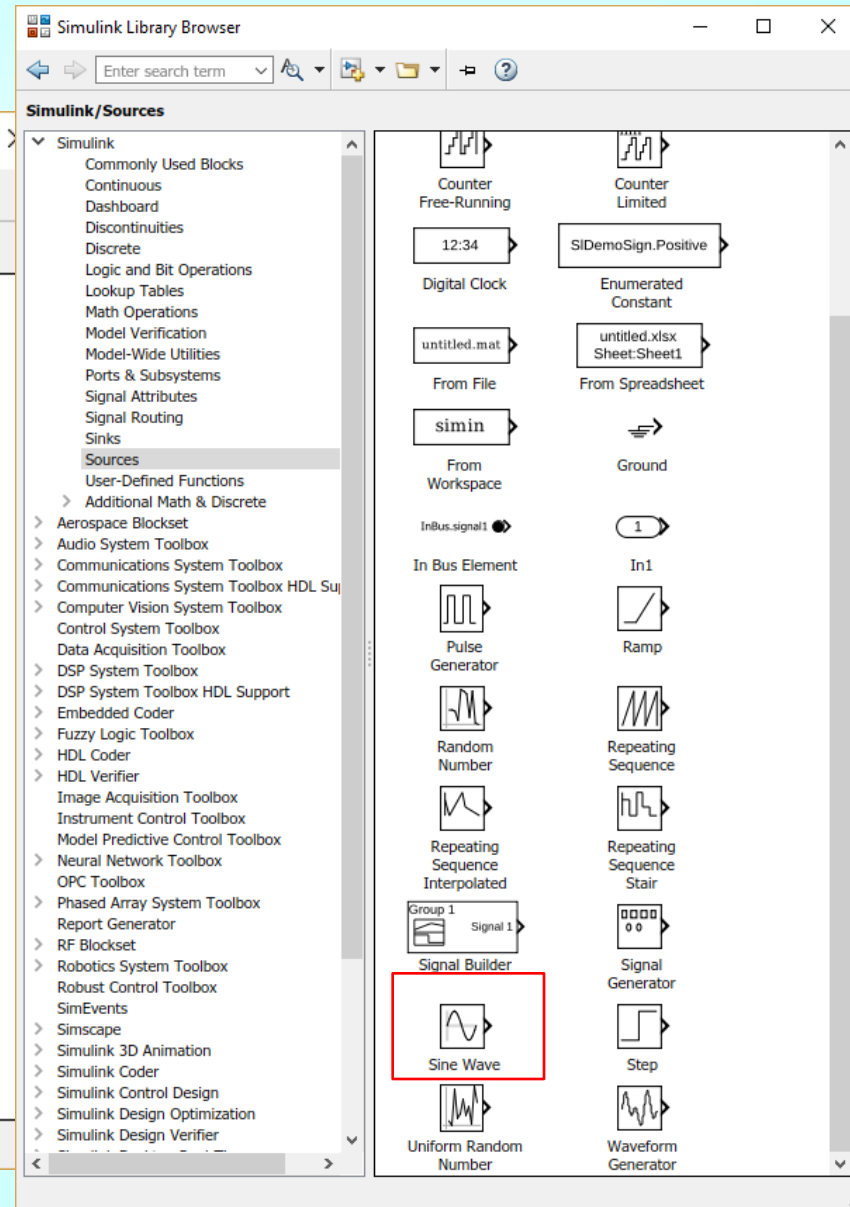 Simulink Library Browser
Enter search term
Simulink/Sources
Simulink
Commonly Used Blocks
Continuous
Dashboard
Discontinuities
Discrete
Logic and Bit Operations
Lookup Tables
Math Operations
Model Verification
Model-Wide Utilities
Ports & Subsystems
Signal Attributes
Signal Routing
Sinks
Sources
User-Defined Functions
Additional Math & Discrete
Aerospace Blockset
Audio System Toolbox
Communications System Toolbox
Communications System Toolbox HDL Su
Computer Vision System Toolbox
Control System Toolbox
Data Acquisition Toolbox
DSP System Toolbox
DSP System Toolbox HDL Support
Embedded Coder
Fuzzy Logic Toolbox
HDL Coder
HDL Verifier
Image Acquisition Toolbox
Instrument Control Toolbox
Model Predictive Control Toolbox
Neural Network Toolbox
OPC Toolbox
Phased Array System Toolbox
Report Generator
RF Blockset
Robotics System Toolbox
Robust Control Toolbox
SimEvents
Simscape
Simulink 3D Animation
Simulink Coder
Simulink Control Design
Simulink Design Optimization
Simulink Design Verifier
Counter
Free-Running
Counter
Limited
12:34
Digital Clock
SlDemoSign.Positive
Enumerated
Constant
untitled.mat
From File
untitled.xlsx
Sheet:Sheet1
From Spreadsheet
simin
From
Workspace
Ground
InBus.signal1
In Bus Element
1
In1
Pulse
Generator
Ramp
Random
Number
Repeating
Sequence
Repeating
Sequence
Interpolated
Repeating
Sequence
Stair
Group 1
Signal 1
Signal Builder
Signal
Generator
Sine Wave
Step
Uniform Random
Number
Waveform
Generator